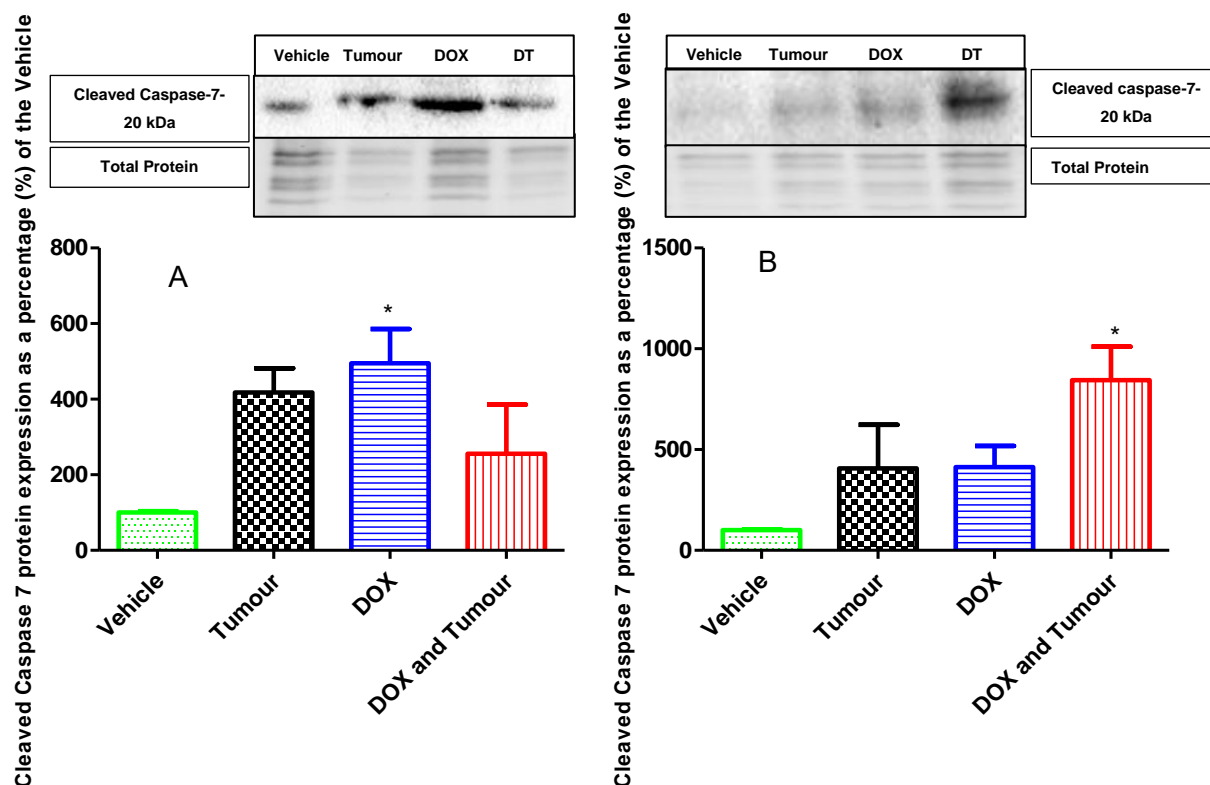 Cleaved Caspase 7 protein expression as a percentage (%) of the Vehicle
Vehicle Tumour DOX DT
Cleaved Caspase-7-
20 kDa
Total Protein
A
800
600
400
200
0
*
Vehicle
Tumour
DOX
DOX and Tumour
Cleaved Caspase 7 protein expression as a percentage (%) of the Vehicle
Vehicle Tumour DOX DT
Cleaved caspase-7-
20 kDa
Total Protein
B
1500
1000
500
0
*
Vehicle
Tumour
DOX
DOX and Tumour